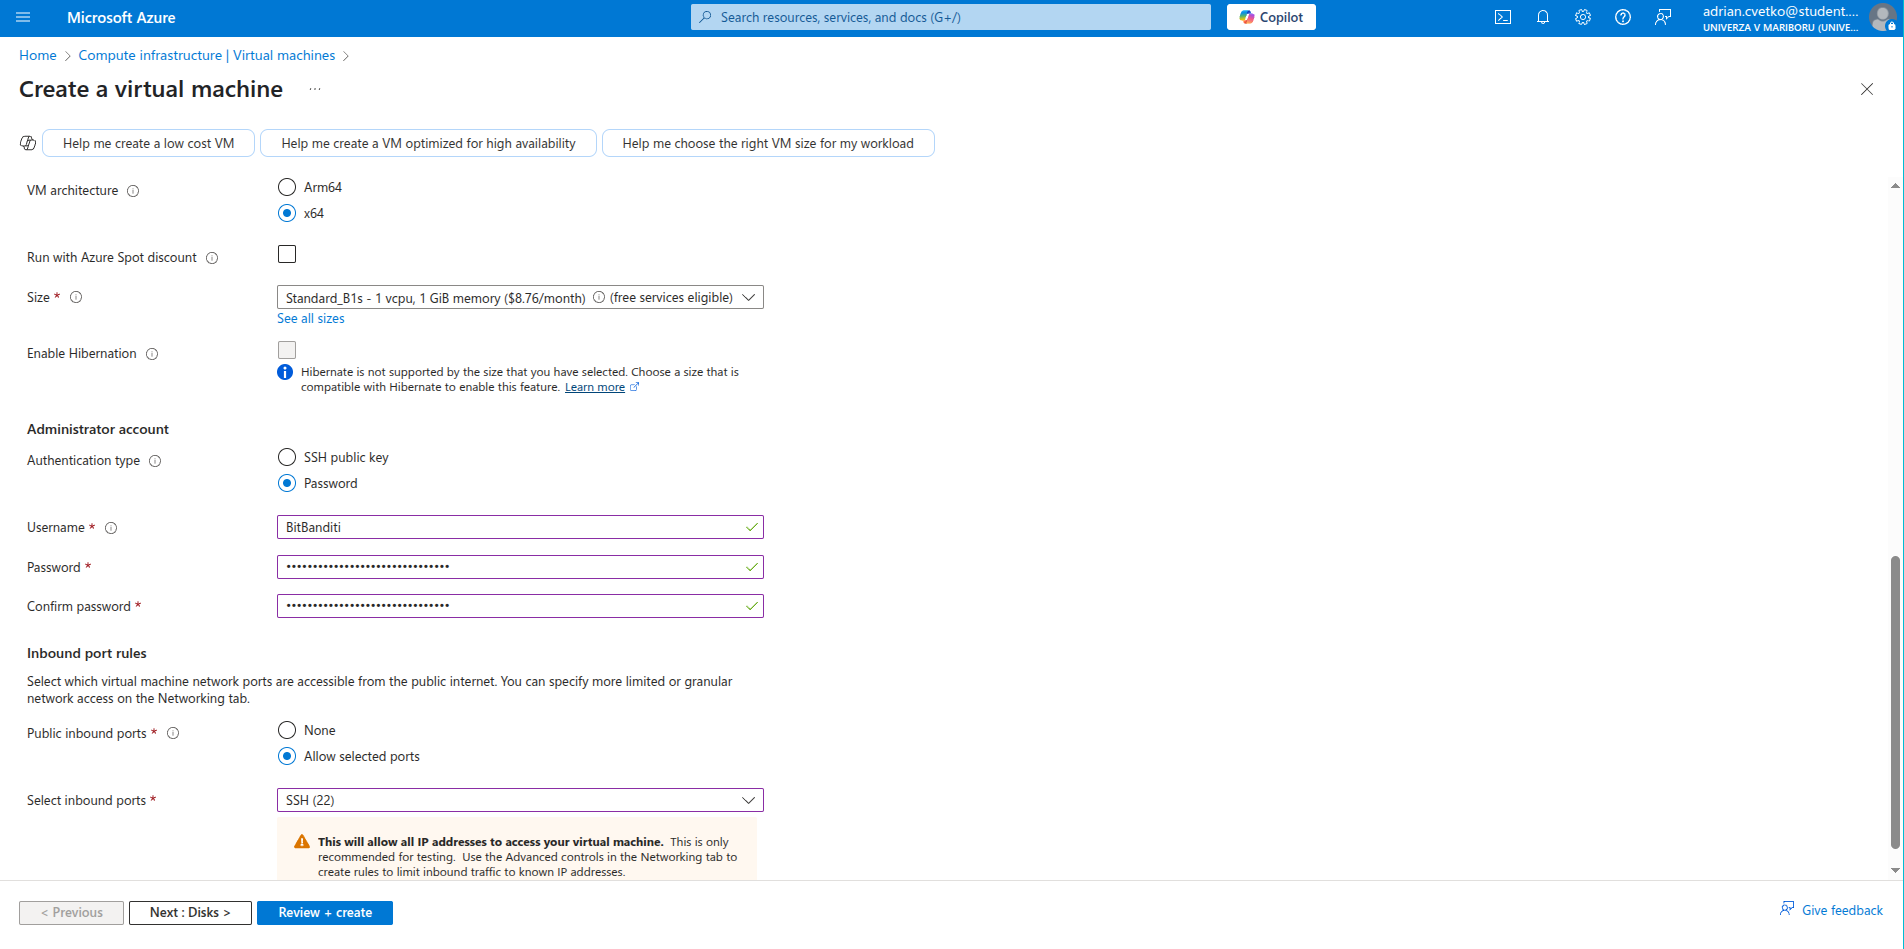 Microsoft Azure
Search resources, services, and docs (G+/)
Copilot
adrian.cvetko@student....
UNIVERZA V MARIBORU (UNIVE...
Home > Compute infrastructure | Virtual machines >
Create a virtual machine ...
Help me create a low cost VM
Help me create a VM optimized for high availability
Help me choose the right VM size for my workload
VM architecture
Arm64
x64
Run with Azure Spot discount
Size *
Standard_B1s - 1 vcpu, 1 GiB memory ($8.76/month) (free services eligible)
See all sizes
Enable Hibernation
Hibernate is not supported by the size that you have selected. Choose a size that is
compatible with Hibernate to enable this feature. Learn more
Administrator account
Authentication type
SSH public key
Password
Username *
BitBanditi
Password *
•••••••••••••••••••••••••••••••
Confirm password *
•••••••••••••••••••••••••••••••
Inbound port rules
Select which virtual machine network ports are accessible from the public internet. You can specify more limited or granular
network access on the Networking tab.
Public inbound ports *
None
Allow selected ports
Select inbound ports *
SSH (22)
This will allow all IP addresses to access your virtual machine. This is only
recommended for testing. Use the Advanced controls in the Networking tab to
create rules to limit inbound traffic to known IP addresses.
< Previous
Next : Disks >
Review + create
Give feedback